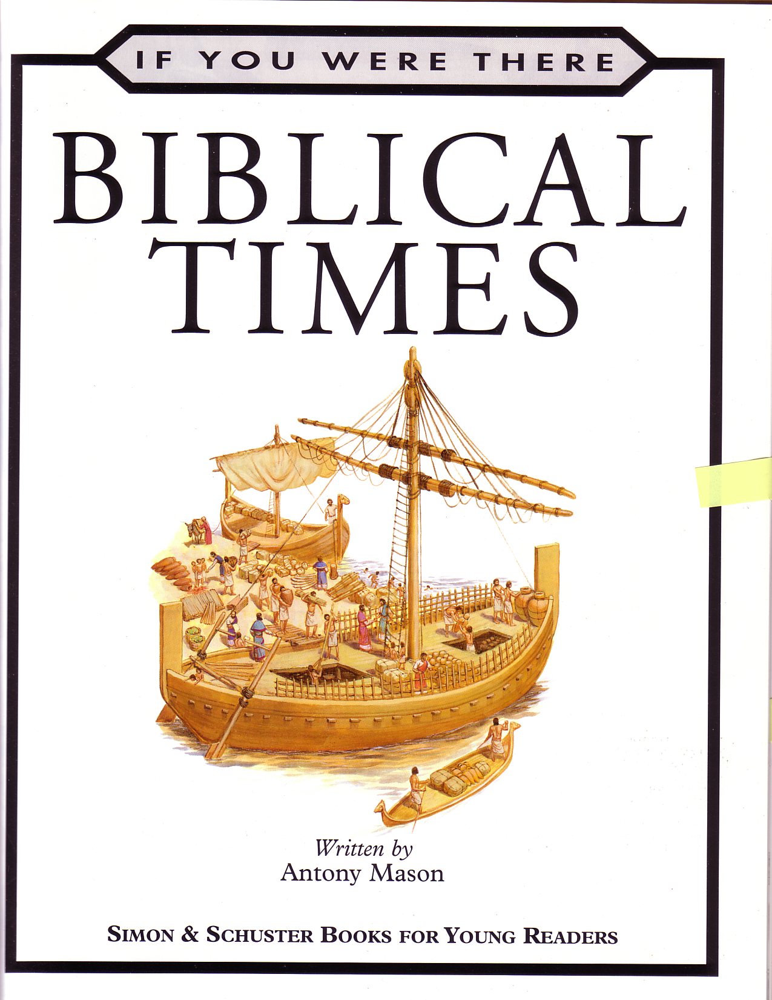 IF YOU WERE THERE
BIBLICAL
TIMES
Written by
Antony Mason
SIMON & SCHUSTER BOOKS FOR YOUNG READERS